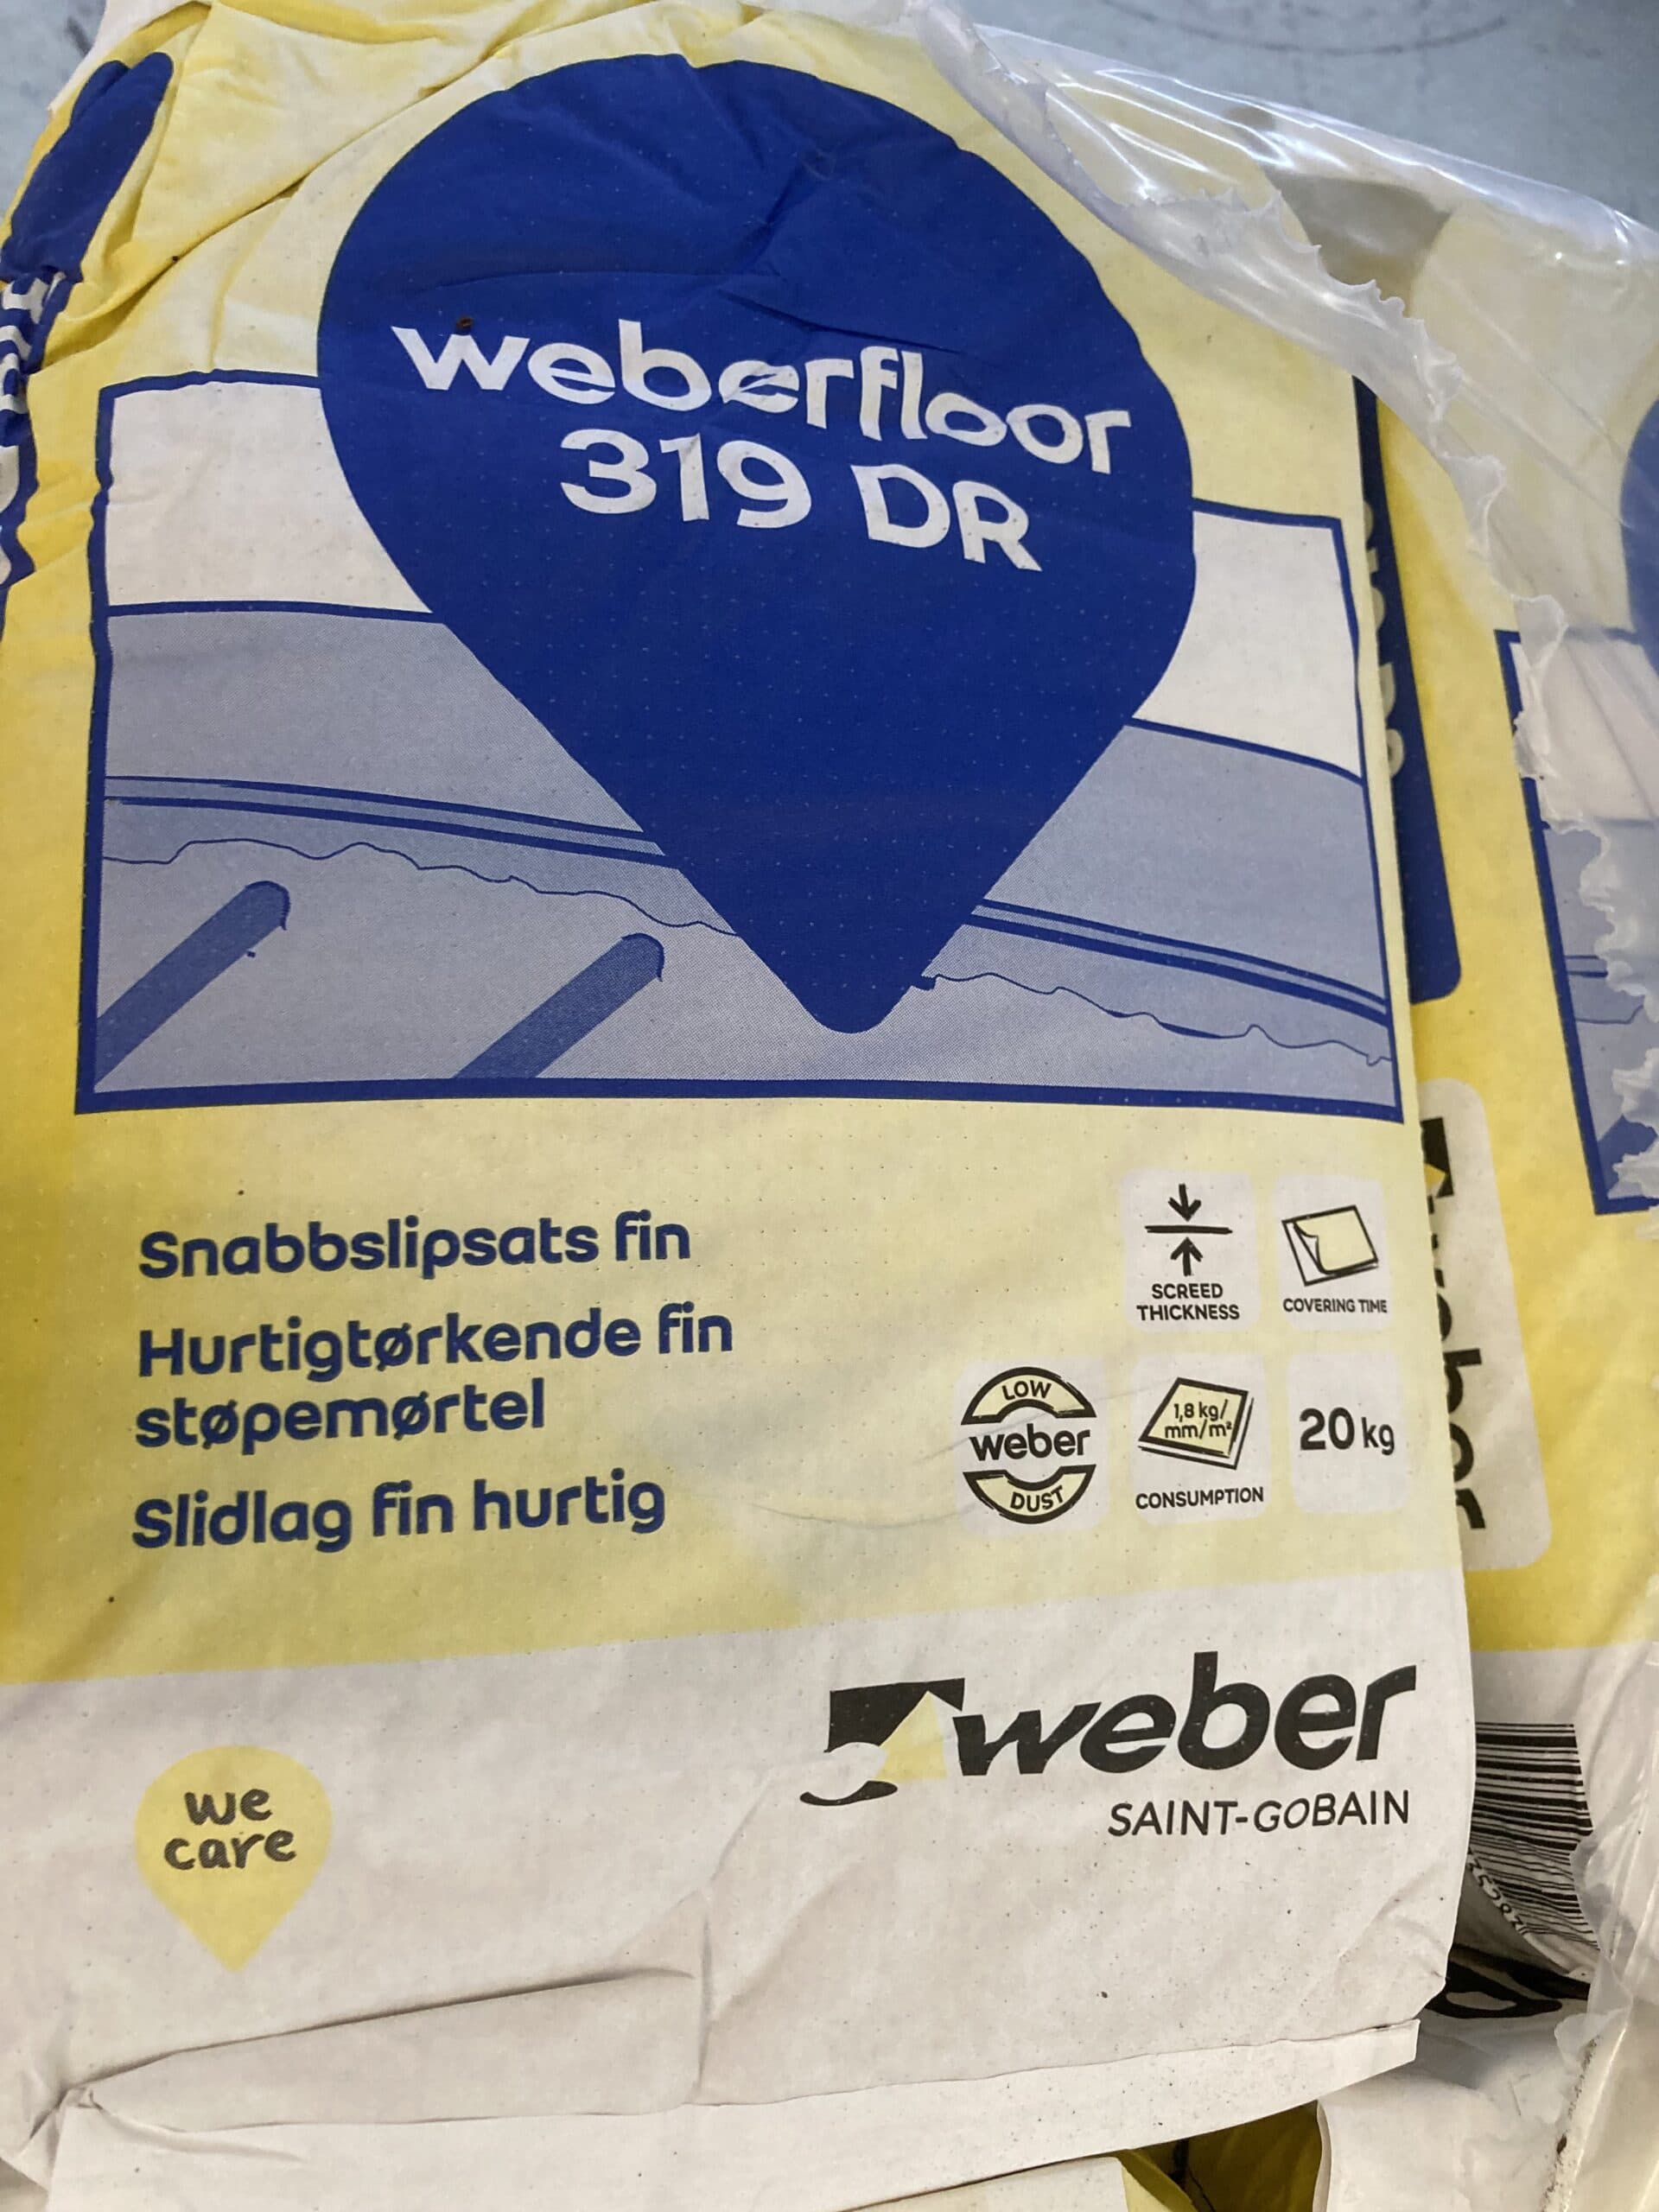 weberfloor
319 DR
Snabbslipsats fin
Hurtigtørkende fin
støpemørtel
Slidlag fin hurtig
SCREED
THICKNESS
COVERING TIME
LOW
weber
DUST
1,8 kg/
mm/m²
CONSUMPTION
20 kg
weber
SAINT-GOBAIN
we
care
weber